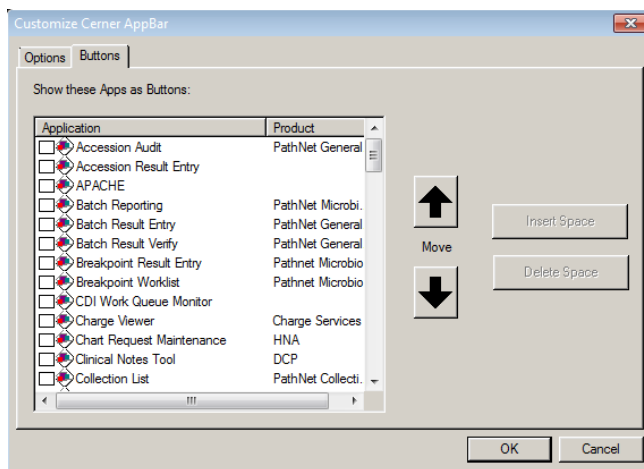 Customize Cerner AppBar
Options Buttons
Show these Apps as Buttons:
Application Product
Accession Audit PathNet General
Accession Result Entry
APACHE
Batch Reporting PathNet Microbi.
Batch Result Entry PathNet General
Batch Result Verify PathNet General
Breakpoint Result Entry Pathnet Microbio
Breakpoint Worklist Pathnet Microbio
CDI Work Queue Monitor
Charge Viewer Charge Services
Chart Request Maintenance HNA
Clinical Notes Tool DCP
Collection List PathNet Collecti.
Move
Insert Space
Delete Space
OK Cancel